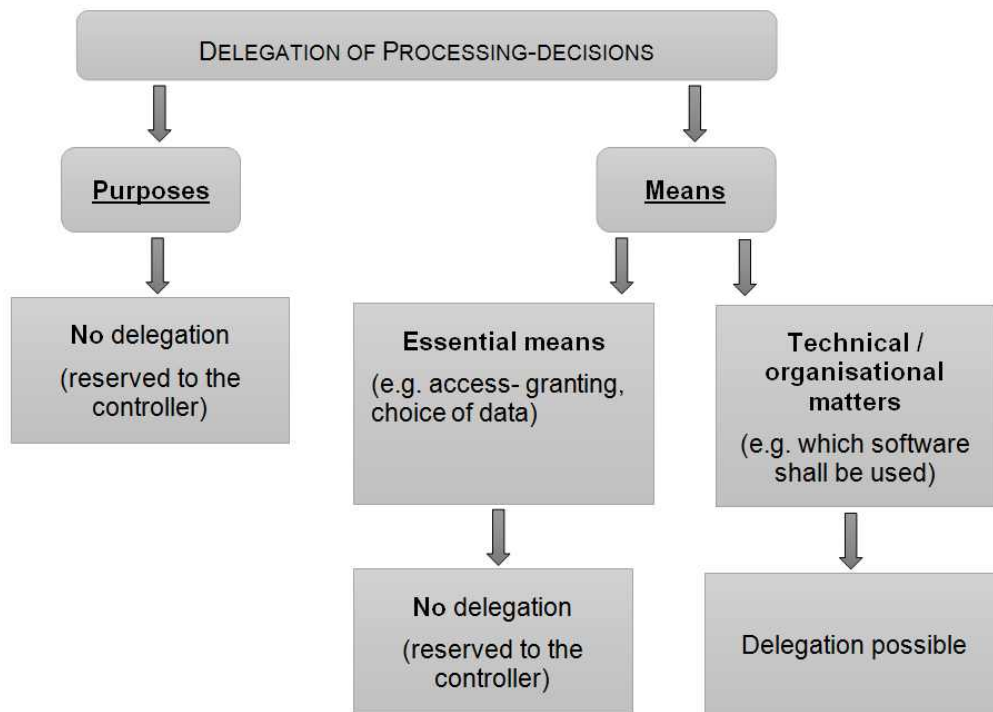 DELEGATION OF PROCESSING-DECISIONS
Purposes
Means
No delegation
(reserved to the
controller)
Essential means
(e.g. access- granting,
choice of data)
Technical /
organisational
matters
(e.g. which software
shall be used)
No delegation
(reserved to the
controller)
Delegation possible